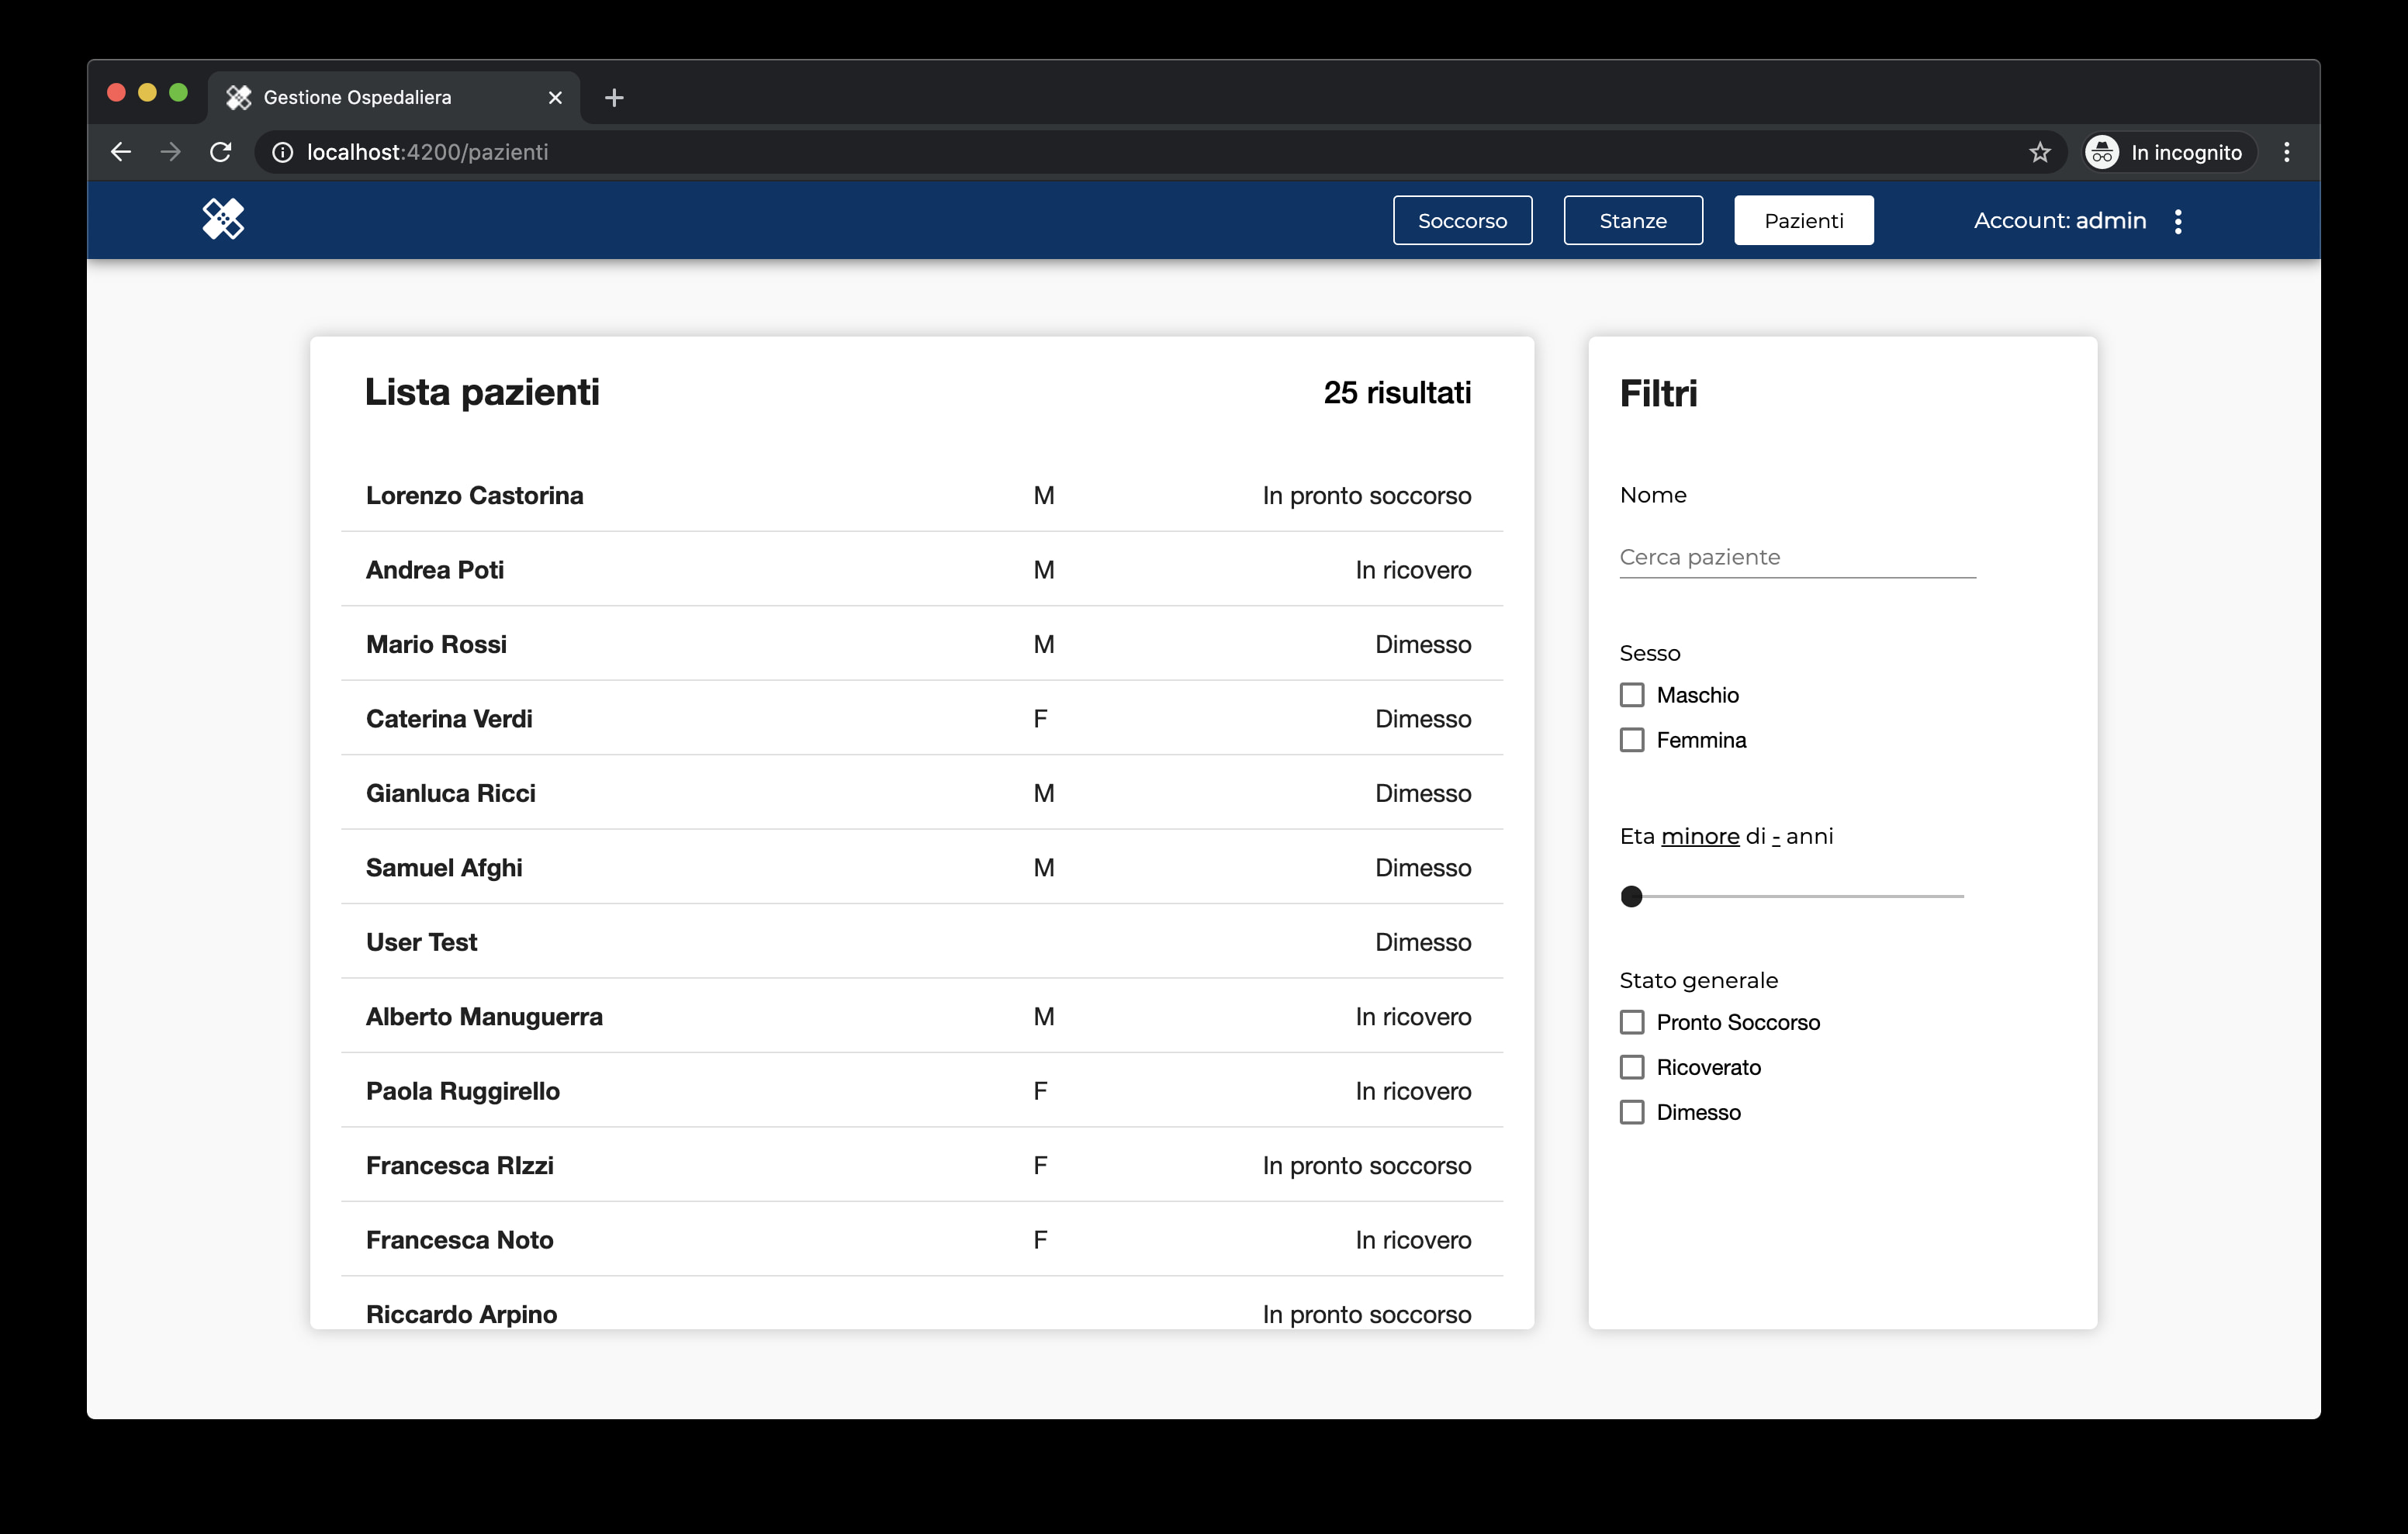 Gestione Ospedaliera
localhost:4200/pazienti
In incognito
Soccorso Stanze Pazienti Account: admin
Lista pazienti 25 risultati
Lorenzo Castorina M In pronto soccorso
Andrea Poti M In ricovero
Mario Rossi M Dimesso
Caterina Verdi F Dimesso
Gianluca Ricci M Dimesso
Samuel Afghi M Dimesso
User Test Dimesso
Alberto Manuguerra M In ricovero
Paola Ruggirello F In ricovero
Francesca RIzzi F In pronto soccorso
Francesca Noto F In ricovero
Riccardo Arpino In pronto soccorso
Filtri
Nome
Cerca paziente
Sesso
Maschio
Femmina
Eta minore di - anni
Stato generale
Pronto Soccorso
Ricoverato
Dimesso